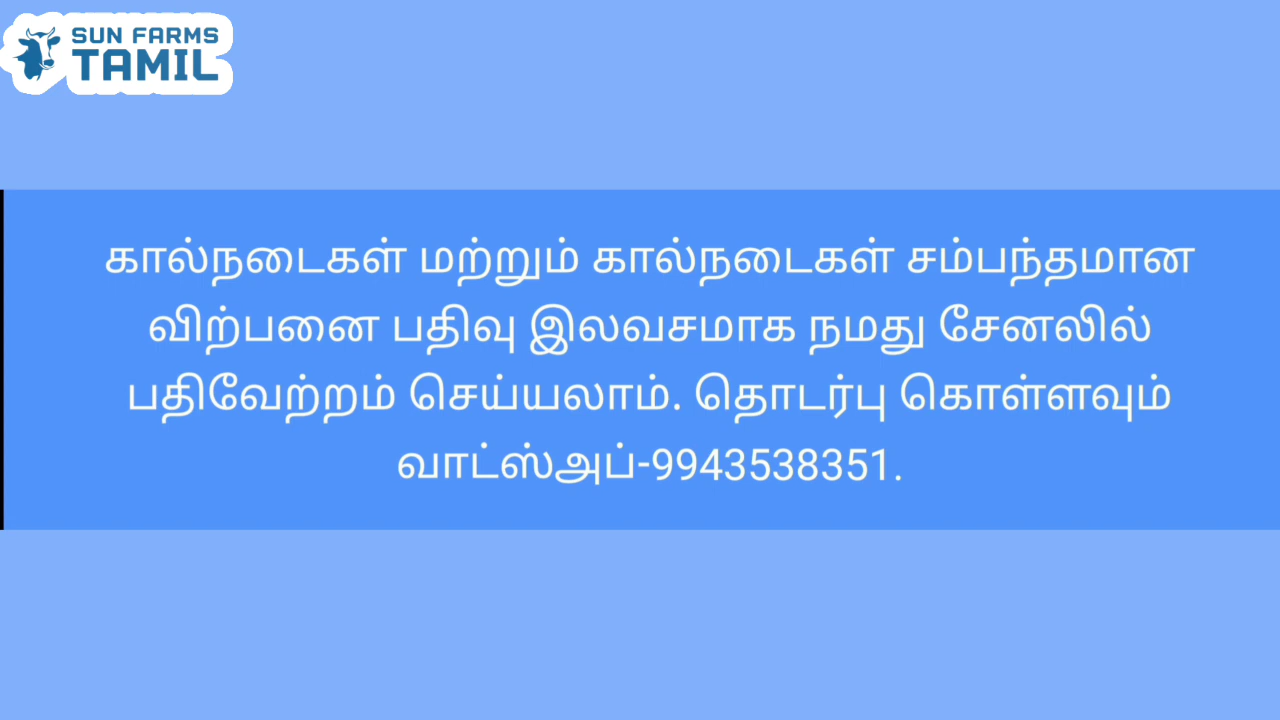 SUN FARMS
TAMIL
கால்நடைகள் மற்றும் கால்நடைகள் சம்பந்தமான
விற்பனை பதிவு இலவசமாக நமது சேனலில்
பதிவேற்றம் செய்யலாம். தொடர்பு கொள்ளவும்
வாட்ஸ்அப்-9943538351.